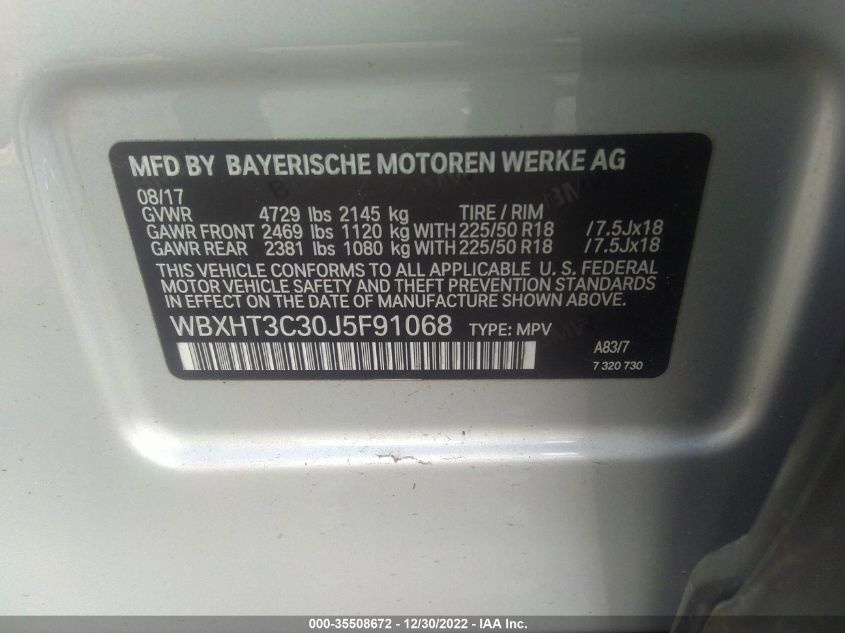 MFD BY BAYERISCHE MOTOREN WERKE AG
08/17
GVWR 4729 lbs 2145 kg TIRE / RIM
GAWR FRONT 2469 lbs 1120 kg WITH 225/50 R18 /7.5Jx18
GAWR REAR 2381 lbs 1080 kg WITH 225/50 R18 /7.5Jx18
THIS VEHICLE CONFORMS TO ALL APPLICABLE U. S. FEDERAL
MOTOR VEHICLE SAFETY AND THEFT PREVENTION STANDARDS
IN EFFECT ON THE DATE OF MANUFACTURE SHOWN ABOVE.
WBXHT3C30J5F91068 TYPE: MPV
A83/7
7 320 730
000-35508672 - 12/30/2022 - IAA Inc.